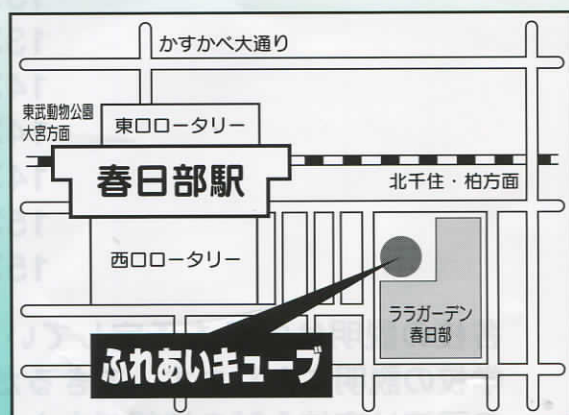 かすかべ大通り
東武動物公園
大宮方面
東口ロータリー
春日部駅
北千住・柏方面
西口ロータリー
ララガーデン
春日部
ふれあいキューブ